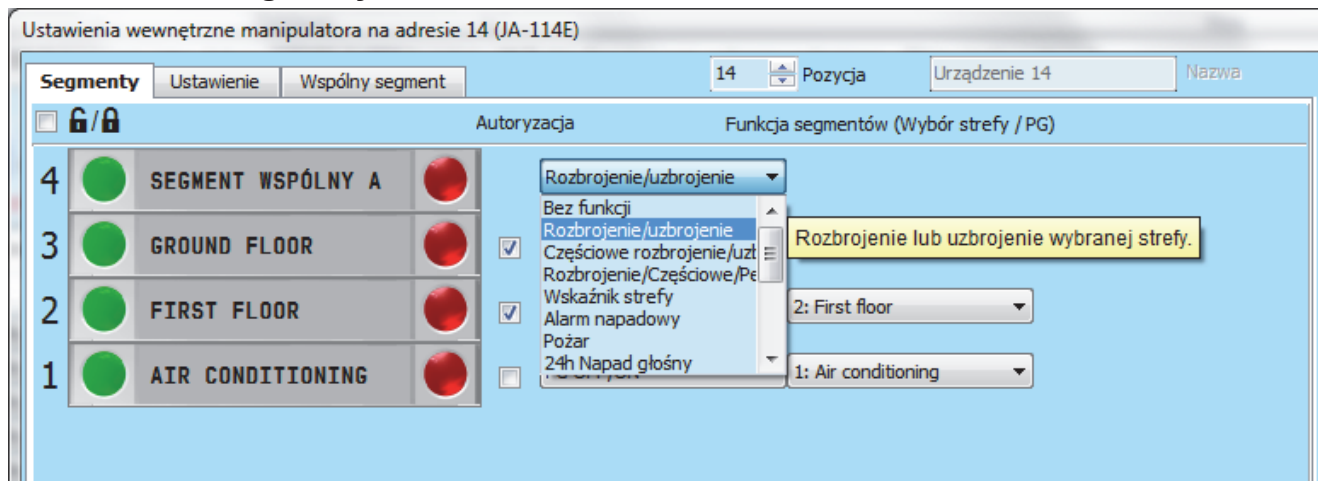 Ustawienia wewnętrzne manipulatora na adresie 14 (JA-114E)
Segmenty Ustawienie Wspólny segment 14 Pozycja Urządzenie 14 Nazwa
/ Autoryzacja Funkcja segmentów (Wybór strefy / PG)
4 SEGMENT WSPÓLNY A Rozbrojenie/uzbrojenie
Bez funkcji
Rozbrojenie/uzbrojenie Rozbrojenie lub uzbrojenie wybranej strefy.
3 GROUND FLOOR Częściowe rozbrojenie/uzt
Rozbrojenie/Częściowe/Pe
Wskaźnik strefy
2 FIRST FLOOR Alarm napadowy 2: First floor
Pożar
24h Napad głośny
1 AIR CONDITIONING 1: Air conditioning